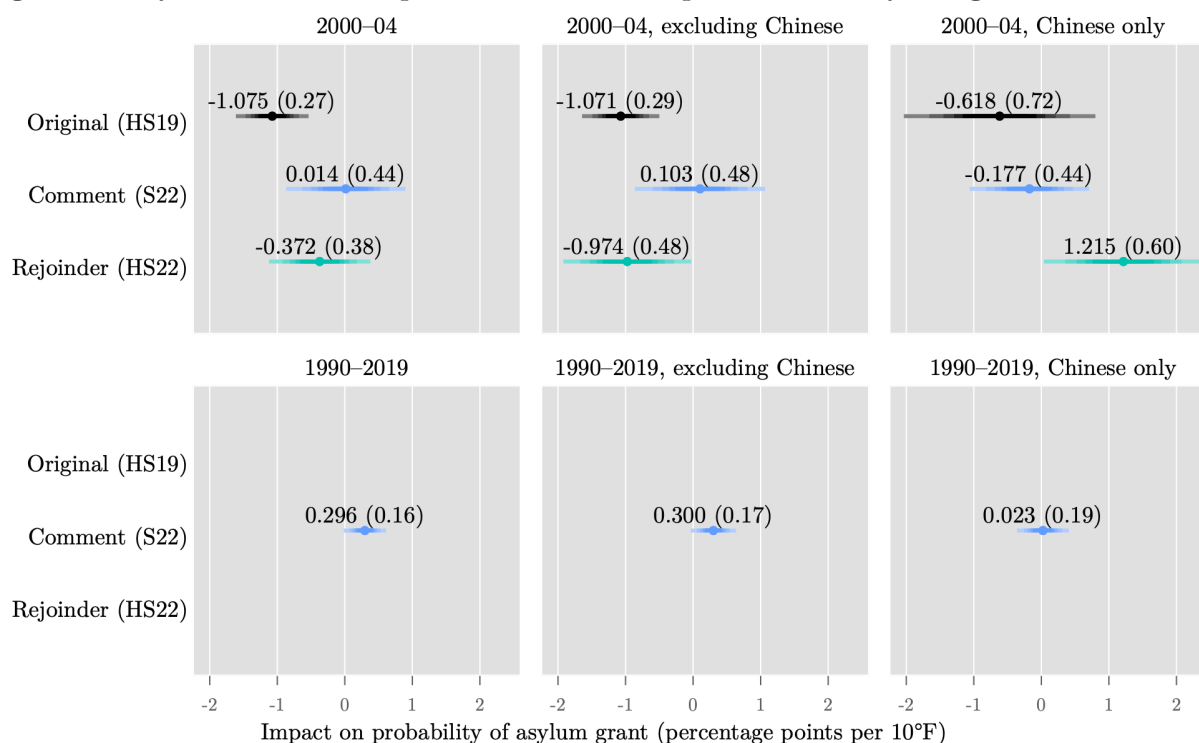 2000–04
2000–04, excluding Chinese
2000–04, Chinese only
Original (HS19)
-1.075 (0.27)
-1.071 (0.29)
-0.618 (0.72)
Comment (S22)
0.014 (0.44)
0.103 (0.48)
-0.177 (0.44)
Rejoinder (HS22)
-0.372 (0.38)
-0.974 (0.48)
1.215 (0.60)
1990–2019
1990–2019, excluding Chinese
1990–2019, Chinese only
Original (HS19)
Comment (S22)
0.296 (0.16)
0.300 (0.17)
0.023 (0.19)
Rejoinder (HS22)
-2 -1 0 1 2
-2 -1 0 1 2
-2 -1 0 1 2
Impact on probability of asylum grant (percentage points per 10°F)